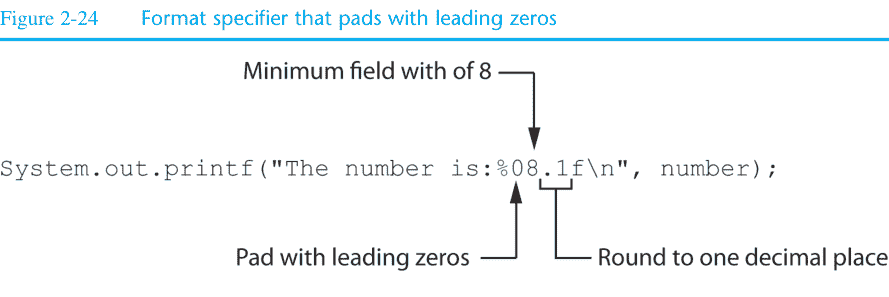 Figure 2-24 Format specifier that pads with leading zeros
Minimum field with of 8
System.out.printf("The number is:%08.1f\n", number);
Pad with leading zeros
Round to one decimal place